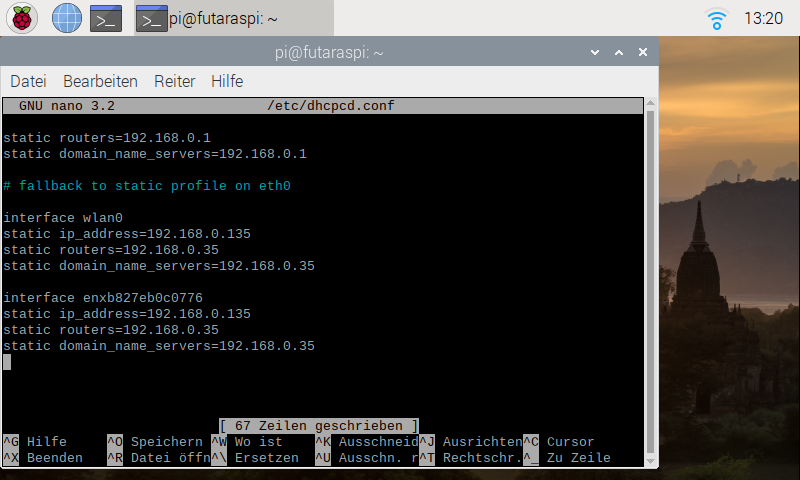 pi@futaraspi: ~
13:20
pi@futaraspi: ~
Datei Bearbeiten Reiter Hilfe
GNU nano 3.2 /etc/dhcpcd.conf
static routers=192.168.0.1
static domain_name_servers=192.168.0.1
# fallback to static profile on eth0
interface wlan0
static ip_address=192.168.0.135
static routers=192.168.0.35
static domain_name_servers=192.168.0.35
interface enxb827eb0c0776
static ip_address=192.168.0.135
static routers=192.168.0.35
static domain_name_servers=192.168.0.35
[ 67 Zeilen geschrieben ]
^G Hilfe ^O Speichern ^W Wo ist ^K Ausschneid ^J Ausrichten ^C Cursor
^X Beenden ^R Datei öffn ^\ Ersetzen ^U Ausschn. r ^T Rechtschr. ^_ Zu Zeile